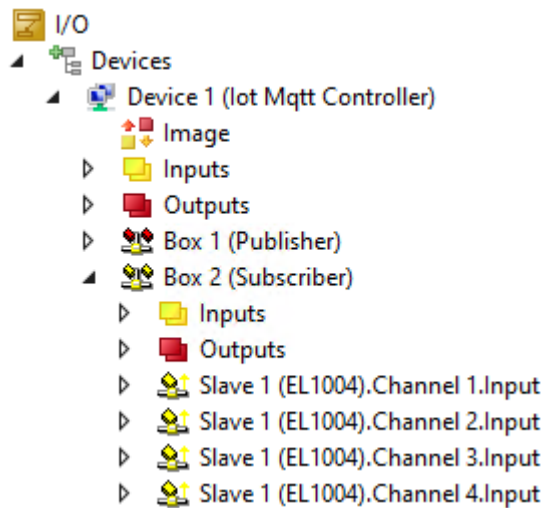 I/O
Devices
Device 1 (Iot Mqtt Controller)
Image
Inputs
Outputs
Box 1 (Publisher)
Box 2 (Subscriber)
Inputs
Outputs
Slave 1 (EL1004).Channel 1.Input
Slave 1 (EL1004).Channel 2.Input
Slave 1 (EL1004).Channel 3.Input
Slave 1 (EL1004).Channel 4.Input